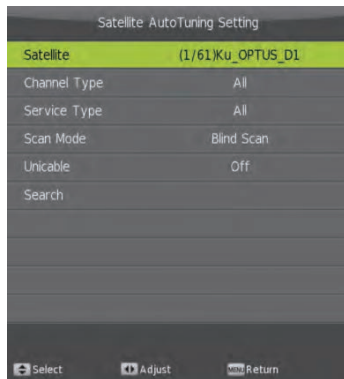 Satellite AutoTuning Setting
Satellite (1/61)Ku_OPTUS_D1
Channel Type All
Service Type All
Scan Mode Blind Scan
Unicable Off
Search
Select Adjust MENU Return